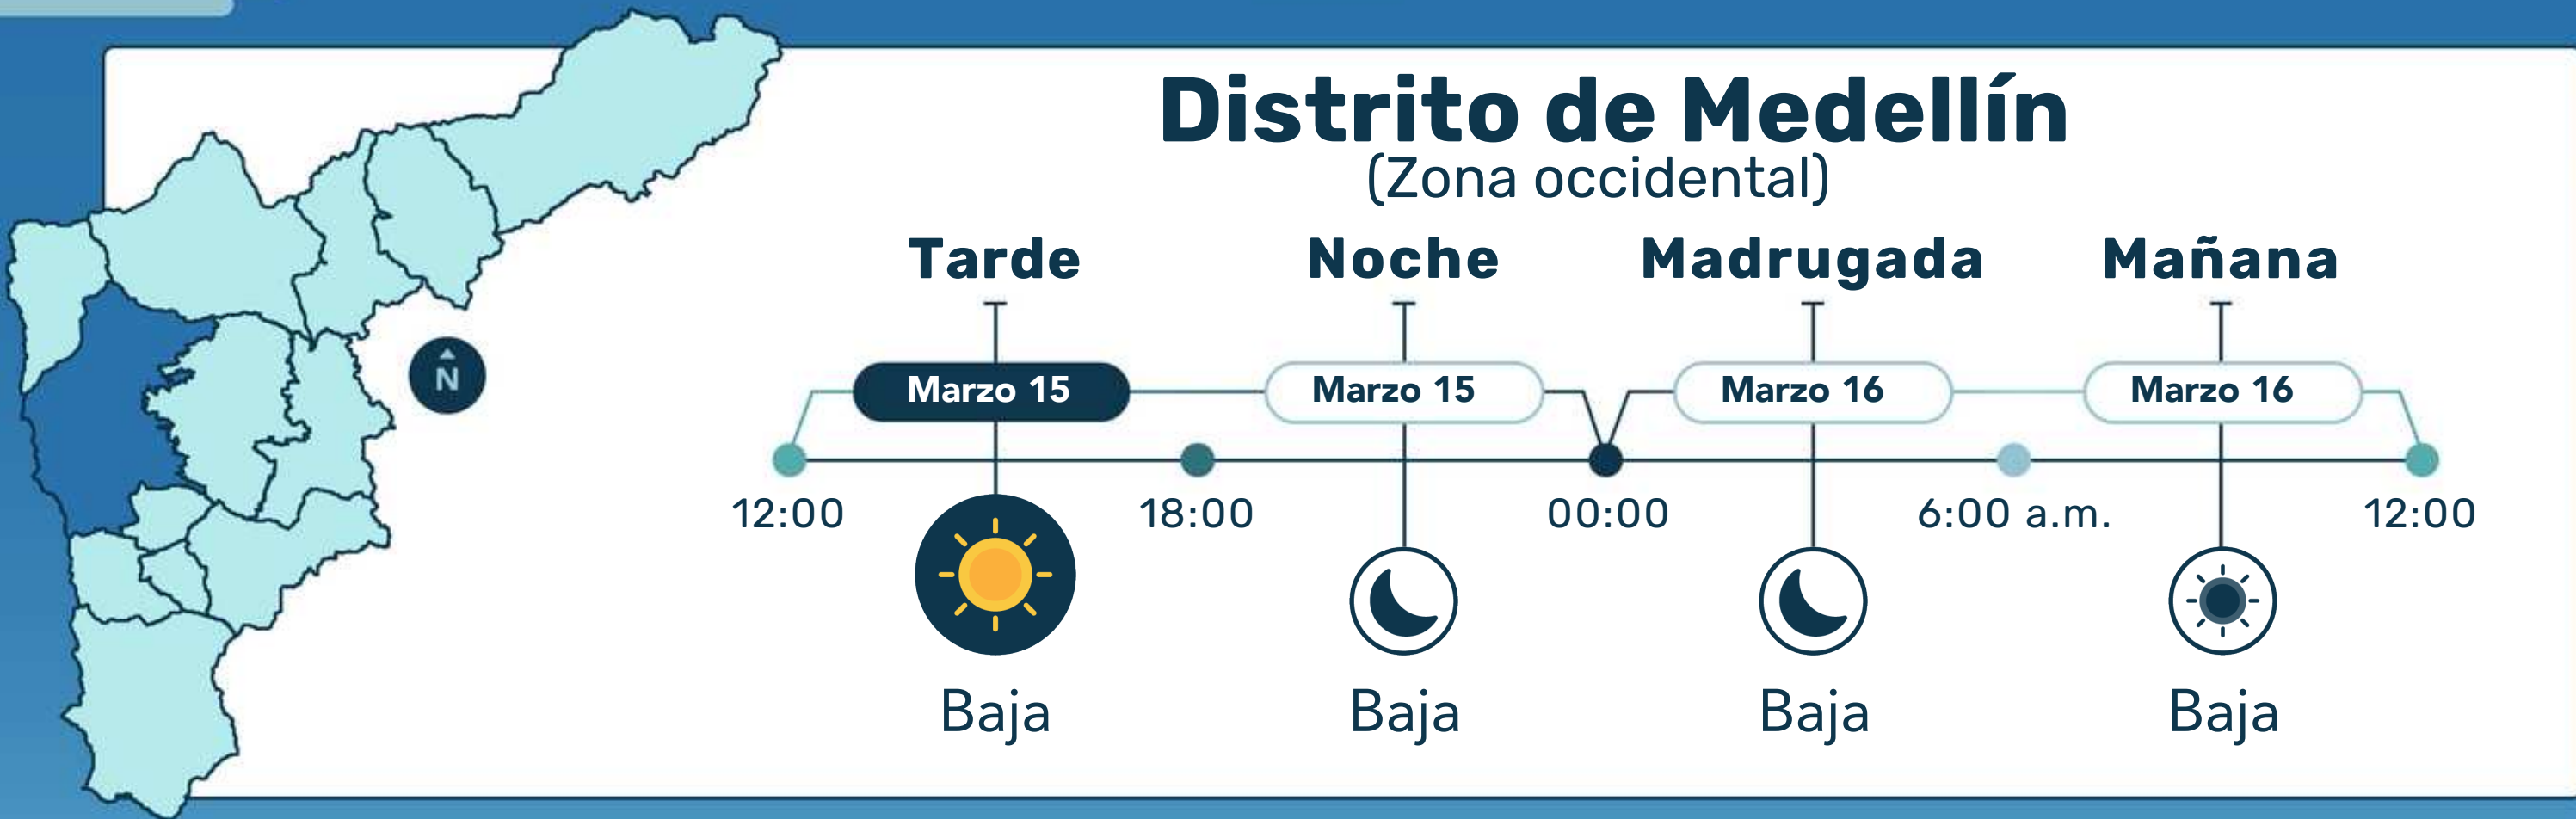 Distrito de Medellín
(Zona occidental)
Tarde Noche Madrugada Mañana
N
Marzo 15 Marzo 15 Marzo 16 Marzo 16
12:00 18:00 00:00 6:00 a.m. 12:00
Baja Baja Baja Baja